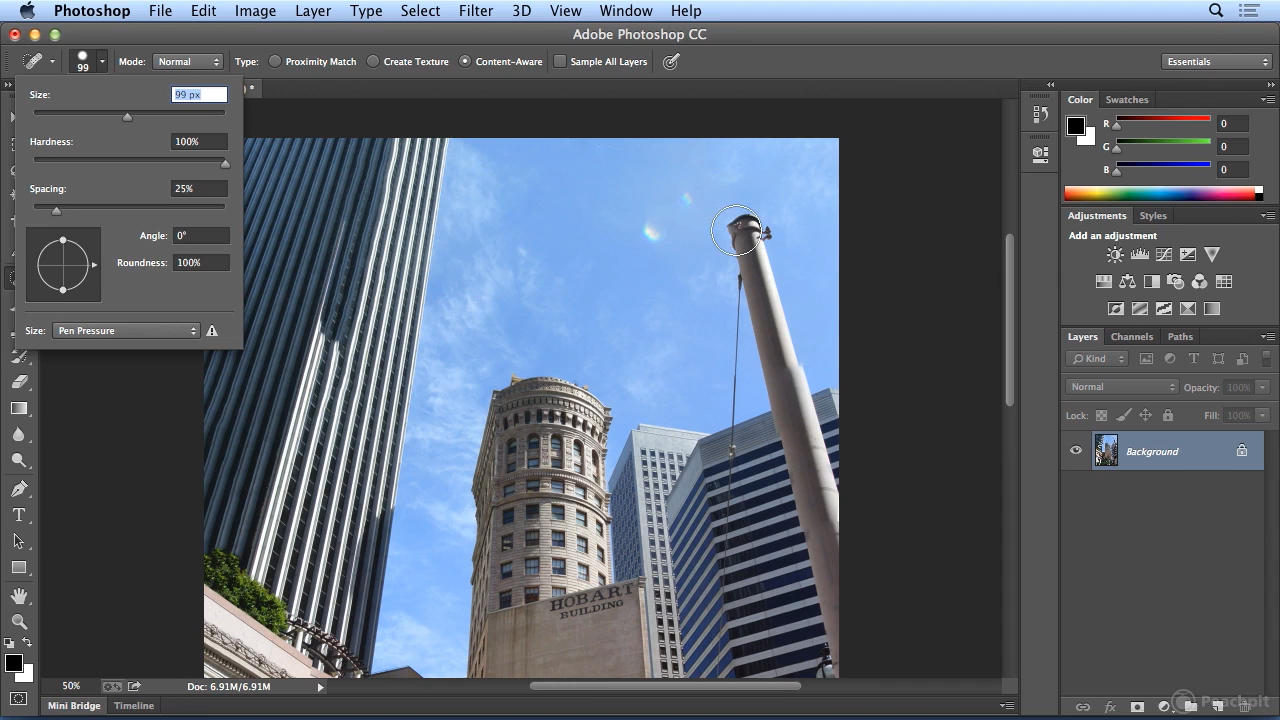 Photoshop File Edit Image Layer Type Select Filter 3D View Window Help
Adobe Photoshop CC
99 Mode: Normal Type: Proximity Match Create Texture Content-Aware Sample All Layers Essentials
*
Size: 99 px
Hardness: 100%
Spacing: 25%
Angle: 0°
Roundness: 100%
Size: Pen Pressure
HOBART
BUILDING
Color Swatches
R 0
G 0
B 0
Adjustments Styles
Add an adjustment
Layers Channels Paths
Kind
Normal Opacity: 100%
Lock: Fill: 100%
Background
50% Doc: 6.91M/6.91M
Mini Bridge Timeline
Peachpit